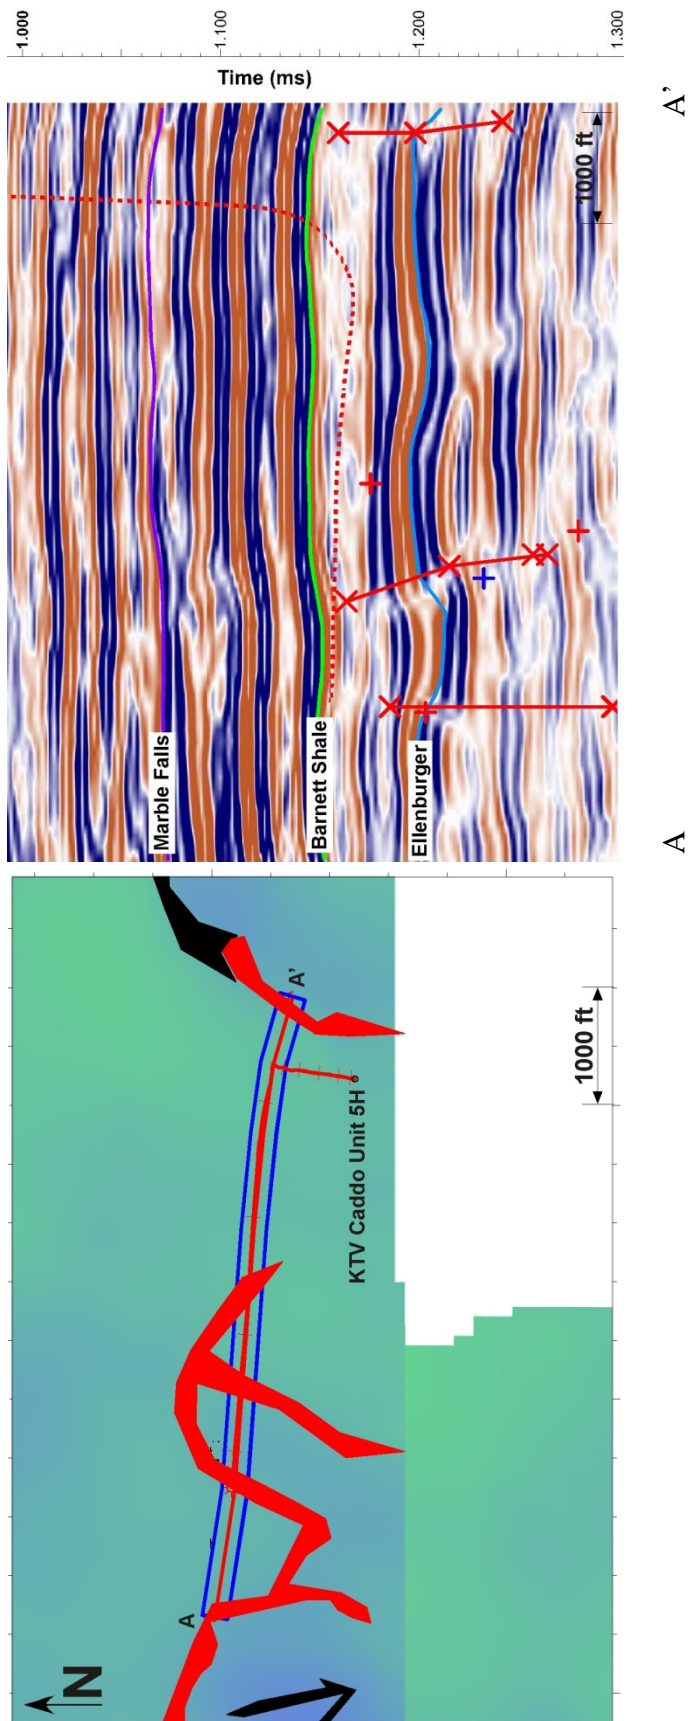 1.000
1.100
1.200
1.300
Time (ms)
Marble Falls
Barnett Shale
Ellenburger
1000 ft
A
A'
N
A
A'
KTV Caddo Unit 5H
1000 ft